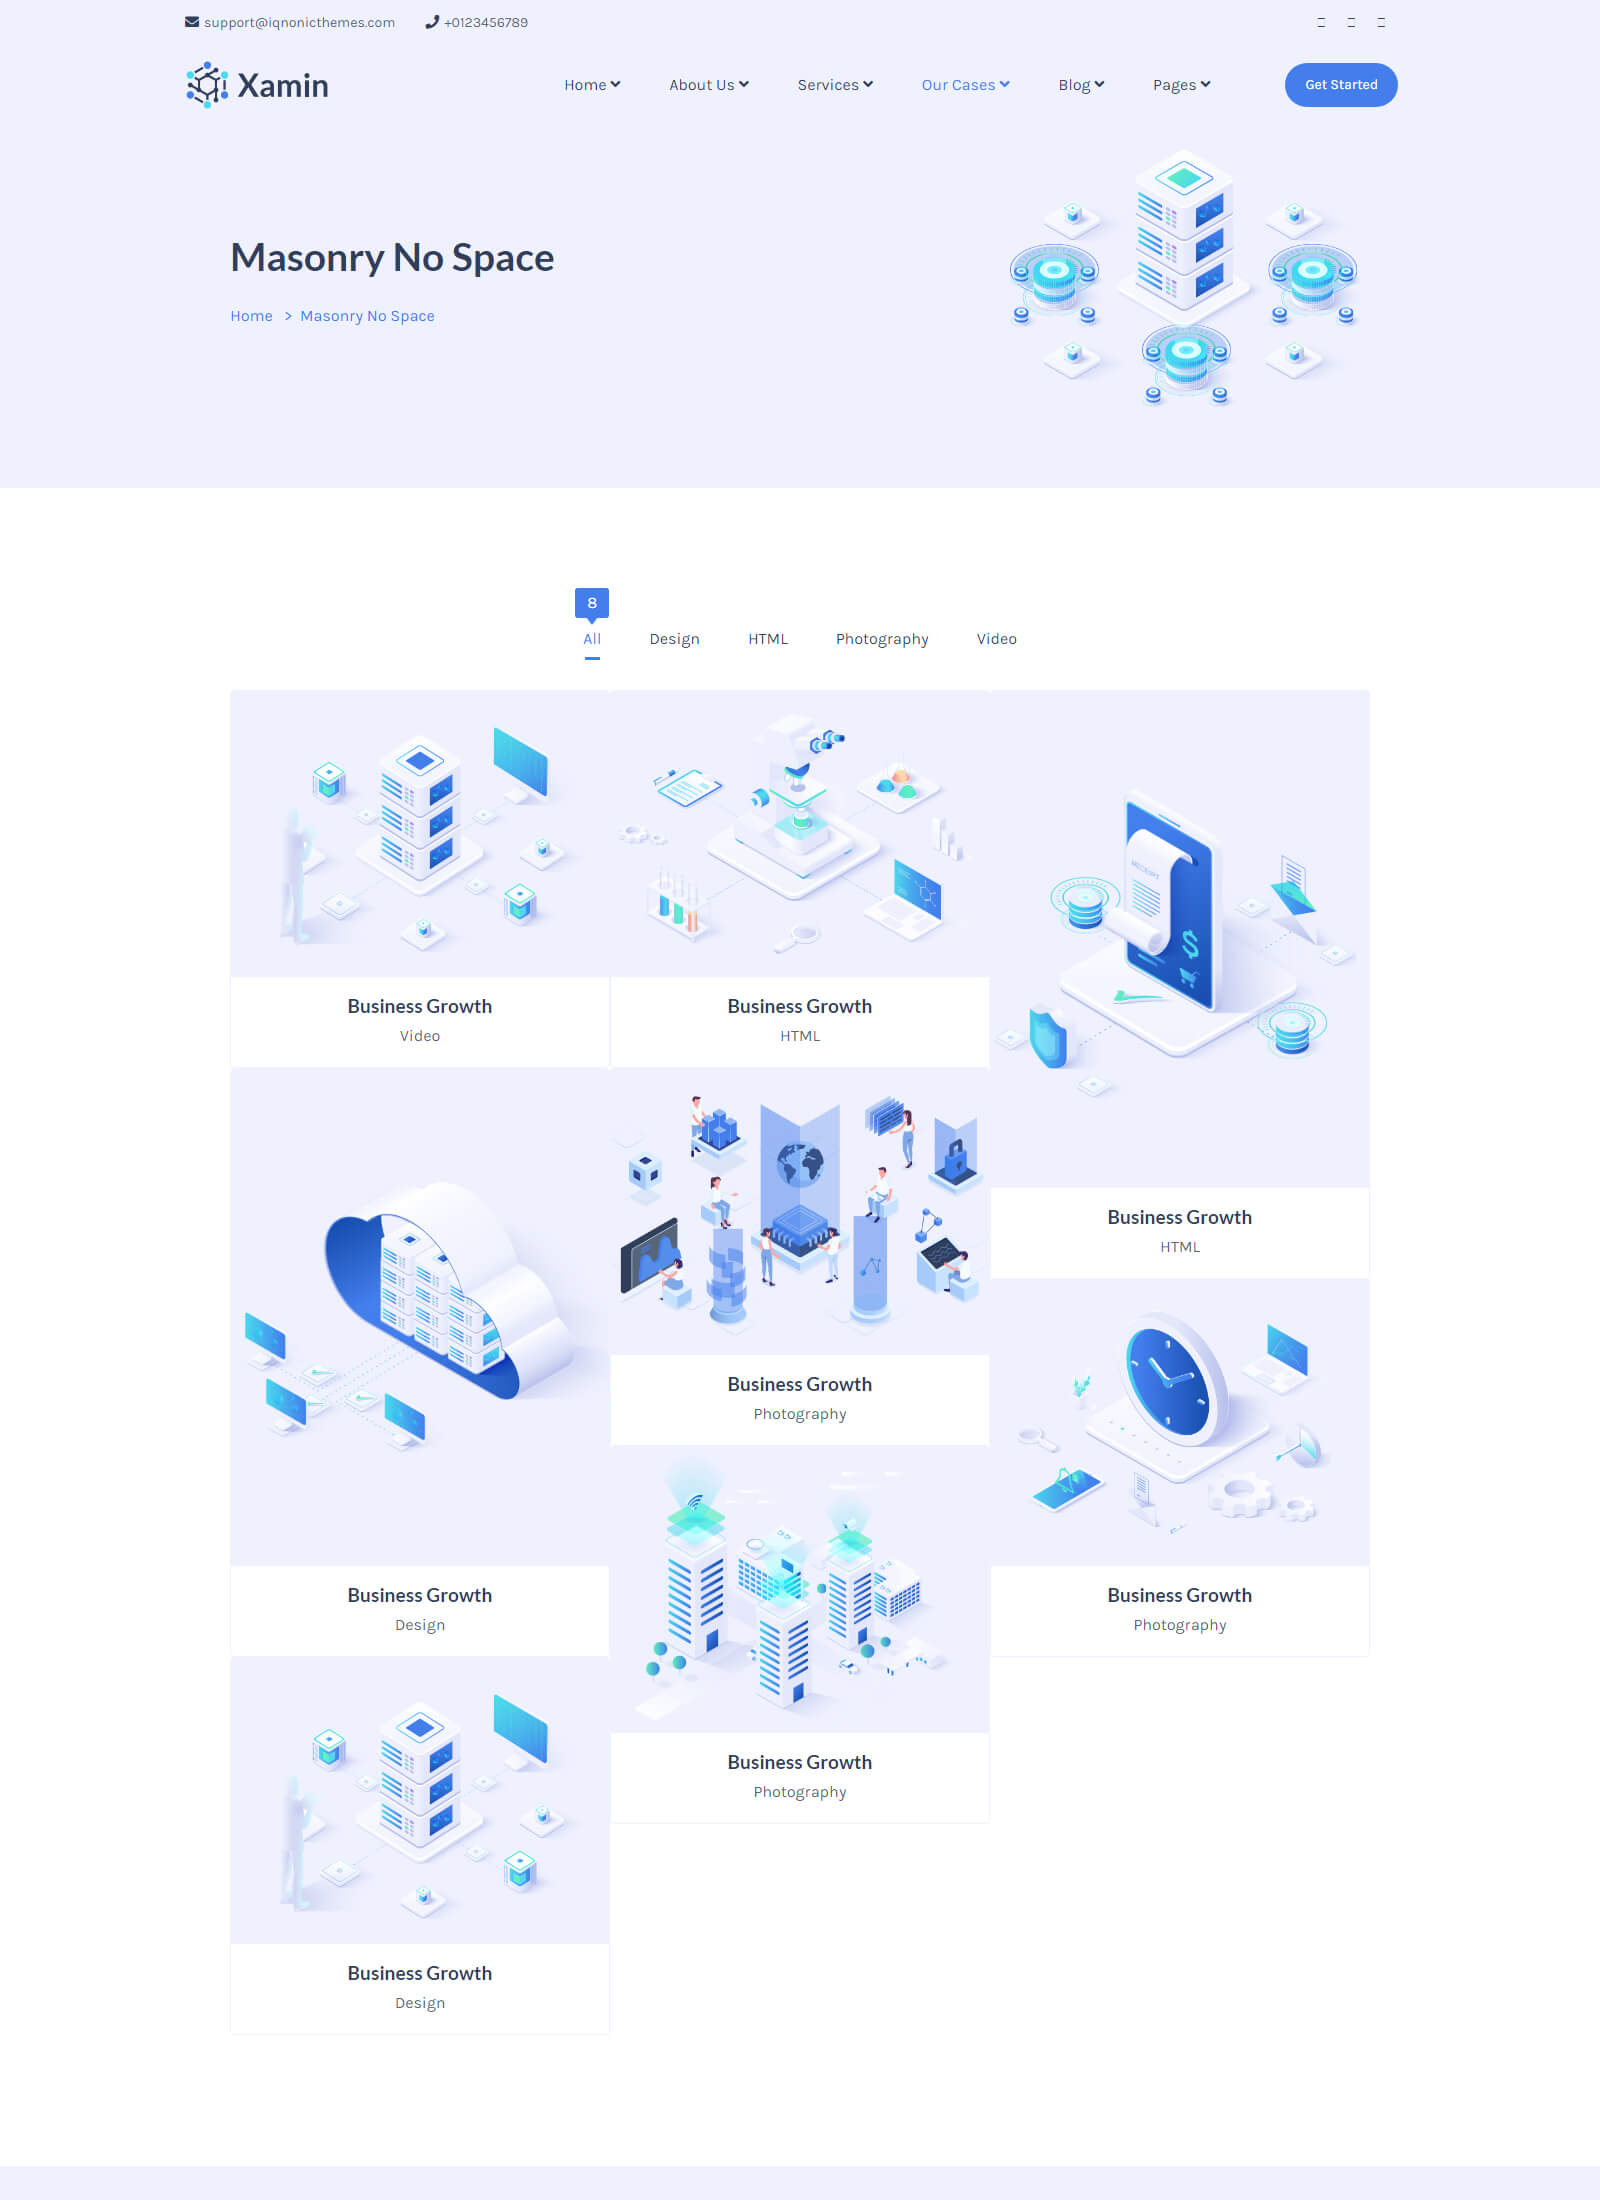 support@iqnonicthemes.com +0123456789
Xamin Home About Us Services Our Cases Blog Pages Get Started
Masonry No Space
Home > Masonry No Space
8
All Design HTML Photography Video
RECEIPT
$
Business Growth Business Growth
Video HTML
Business Growth
HTML
Business Growth
Photography
Business Growth Business Growth
Design Photography
Business Growth
Photography
Business Growth
Design